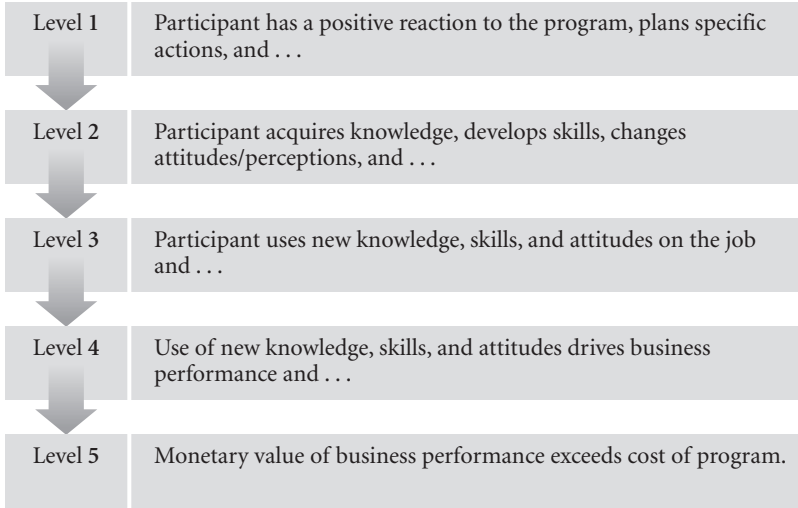 Level 1
Participant has a positive reaction to the program, plans specific
actions, and . . .
Level 2
Participant acquires knowledge, develops skills, changes
attitudes/perceptions, and . . .
Level 3
Participant uses new knowledge, skills, and attitudes on the job
and . . .
Level 4
Use of new knowledge, skills, and attitudes drives business
performance and . . .
Level 5
Monetary value of business performance exceeds cost of program.